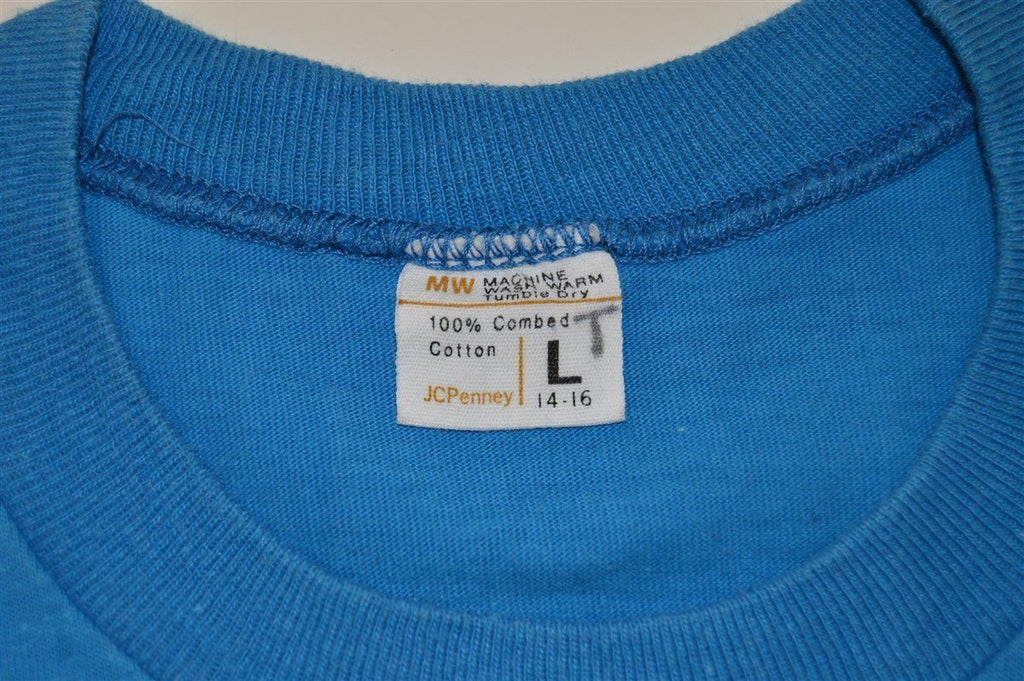 MW MACHINE
WASH WARM
Tumble Dry
100% Combed T
Cotton
L
JCPenney
14-16